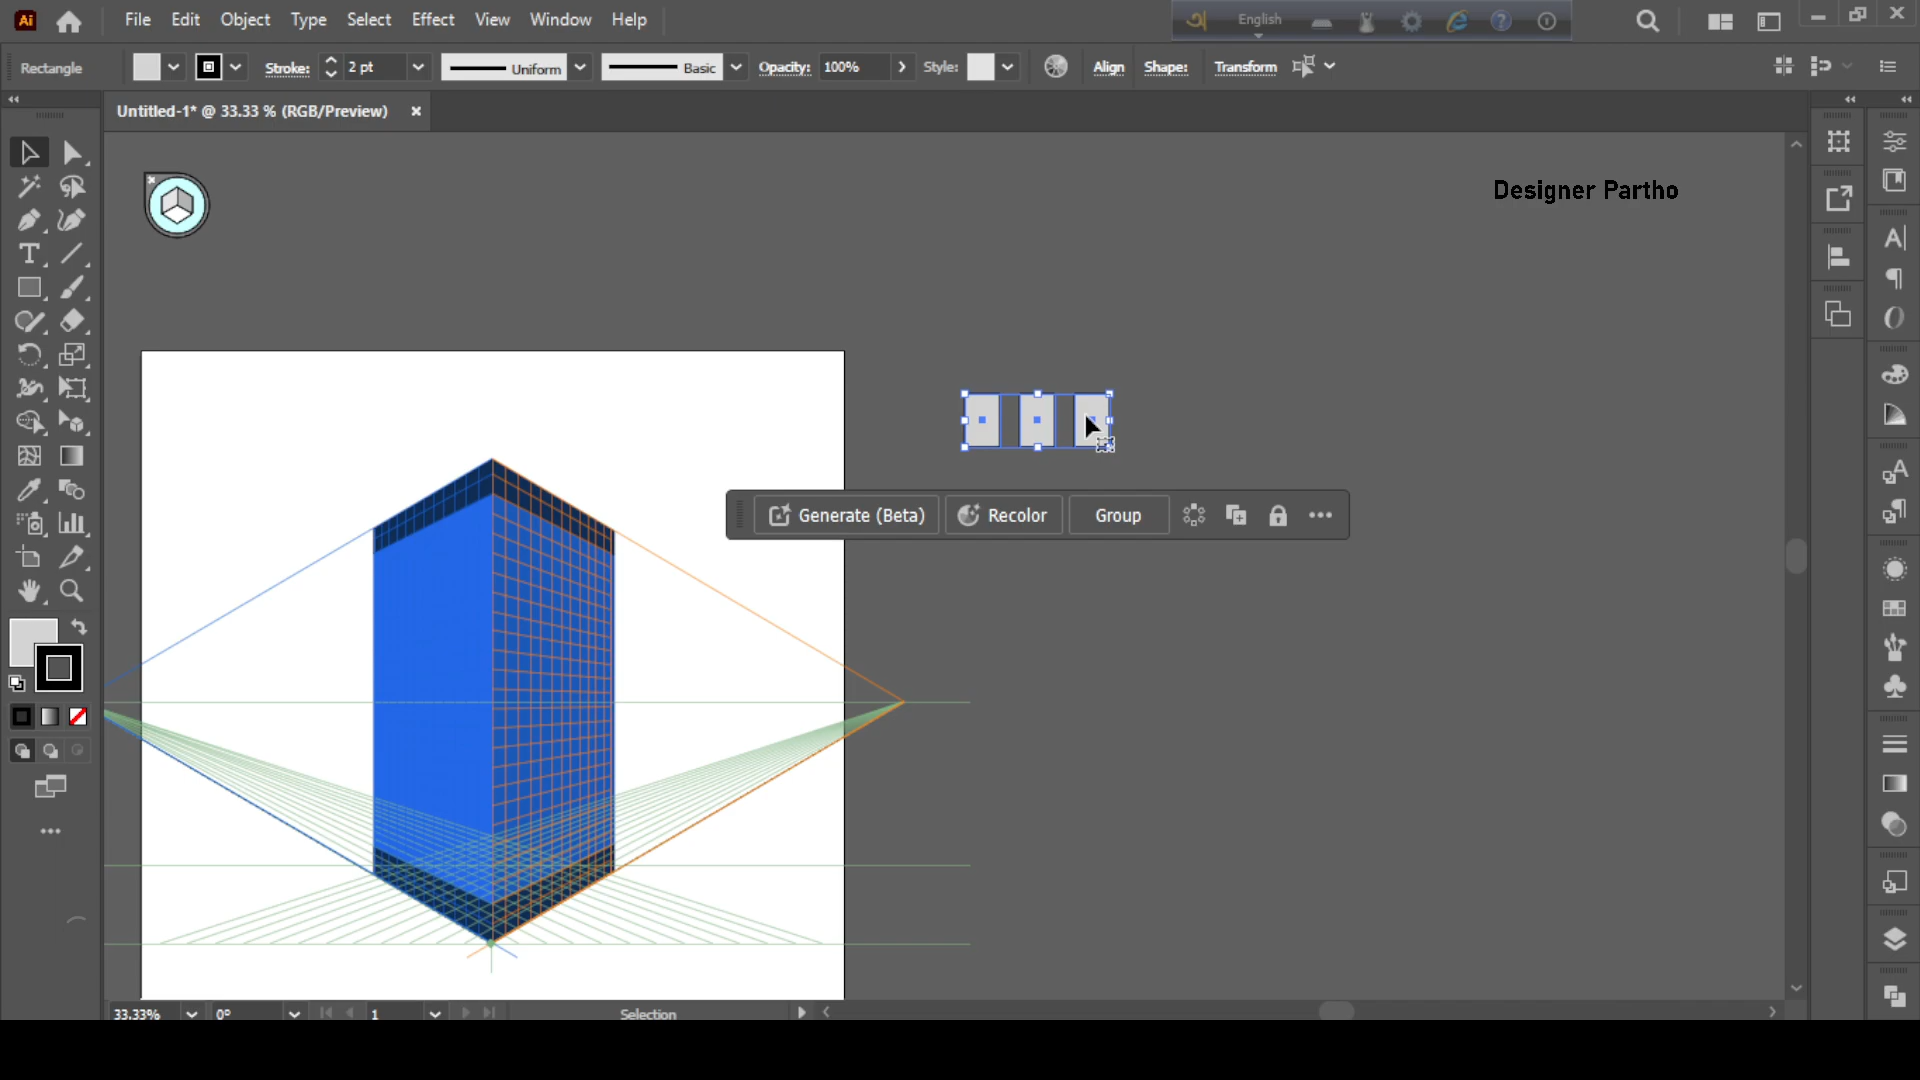 Ai
File Edit Object Type Select Effect View Window Help
অ English
Rectangle Stroke: 2 pt Uniform Basic Opacity: 100% Style: Align Shape: Transform
Untitled-1* @ 33.33 % (RGB/Preview)
Designer Partho
Generate (Beta) Recolor Group
33.33% 0° 1 Selection